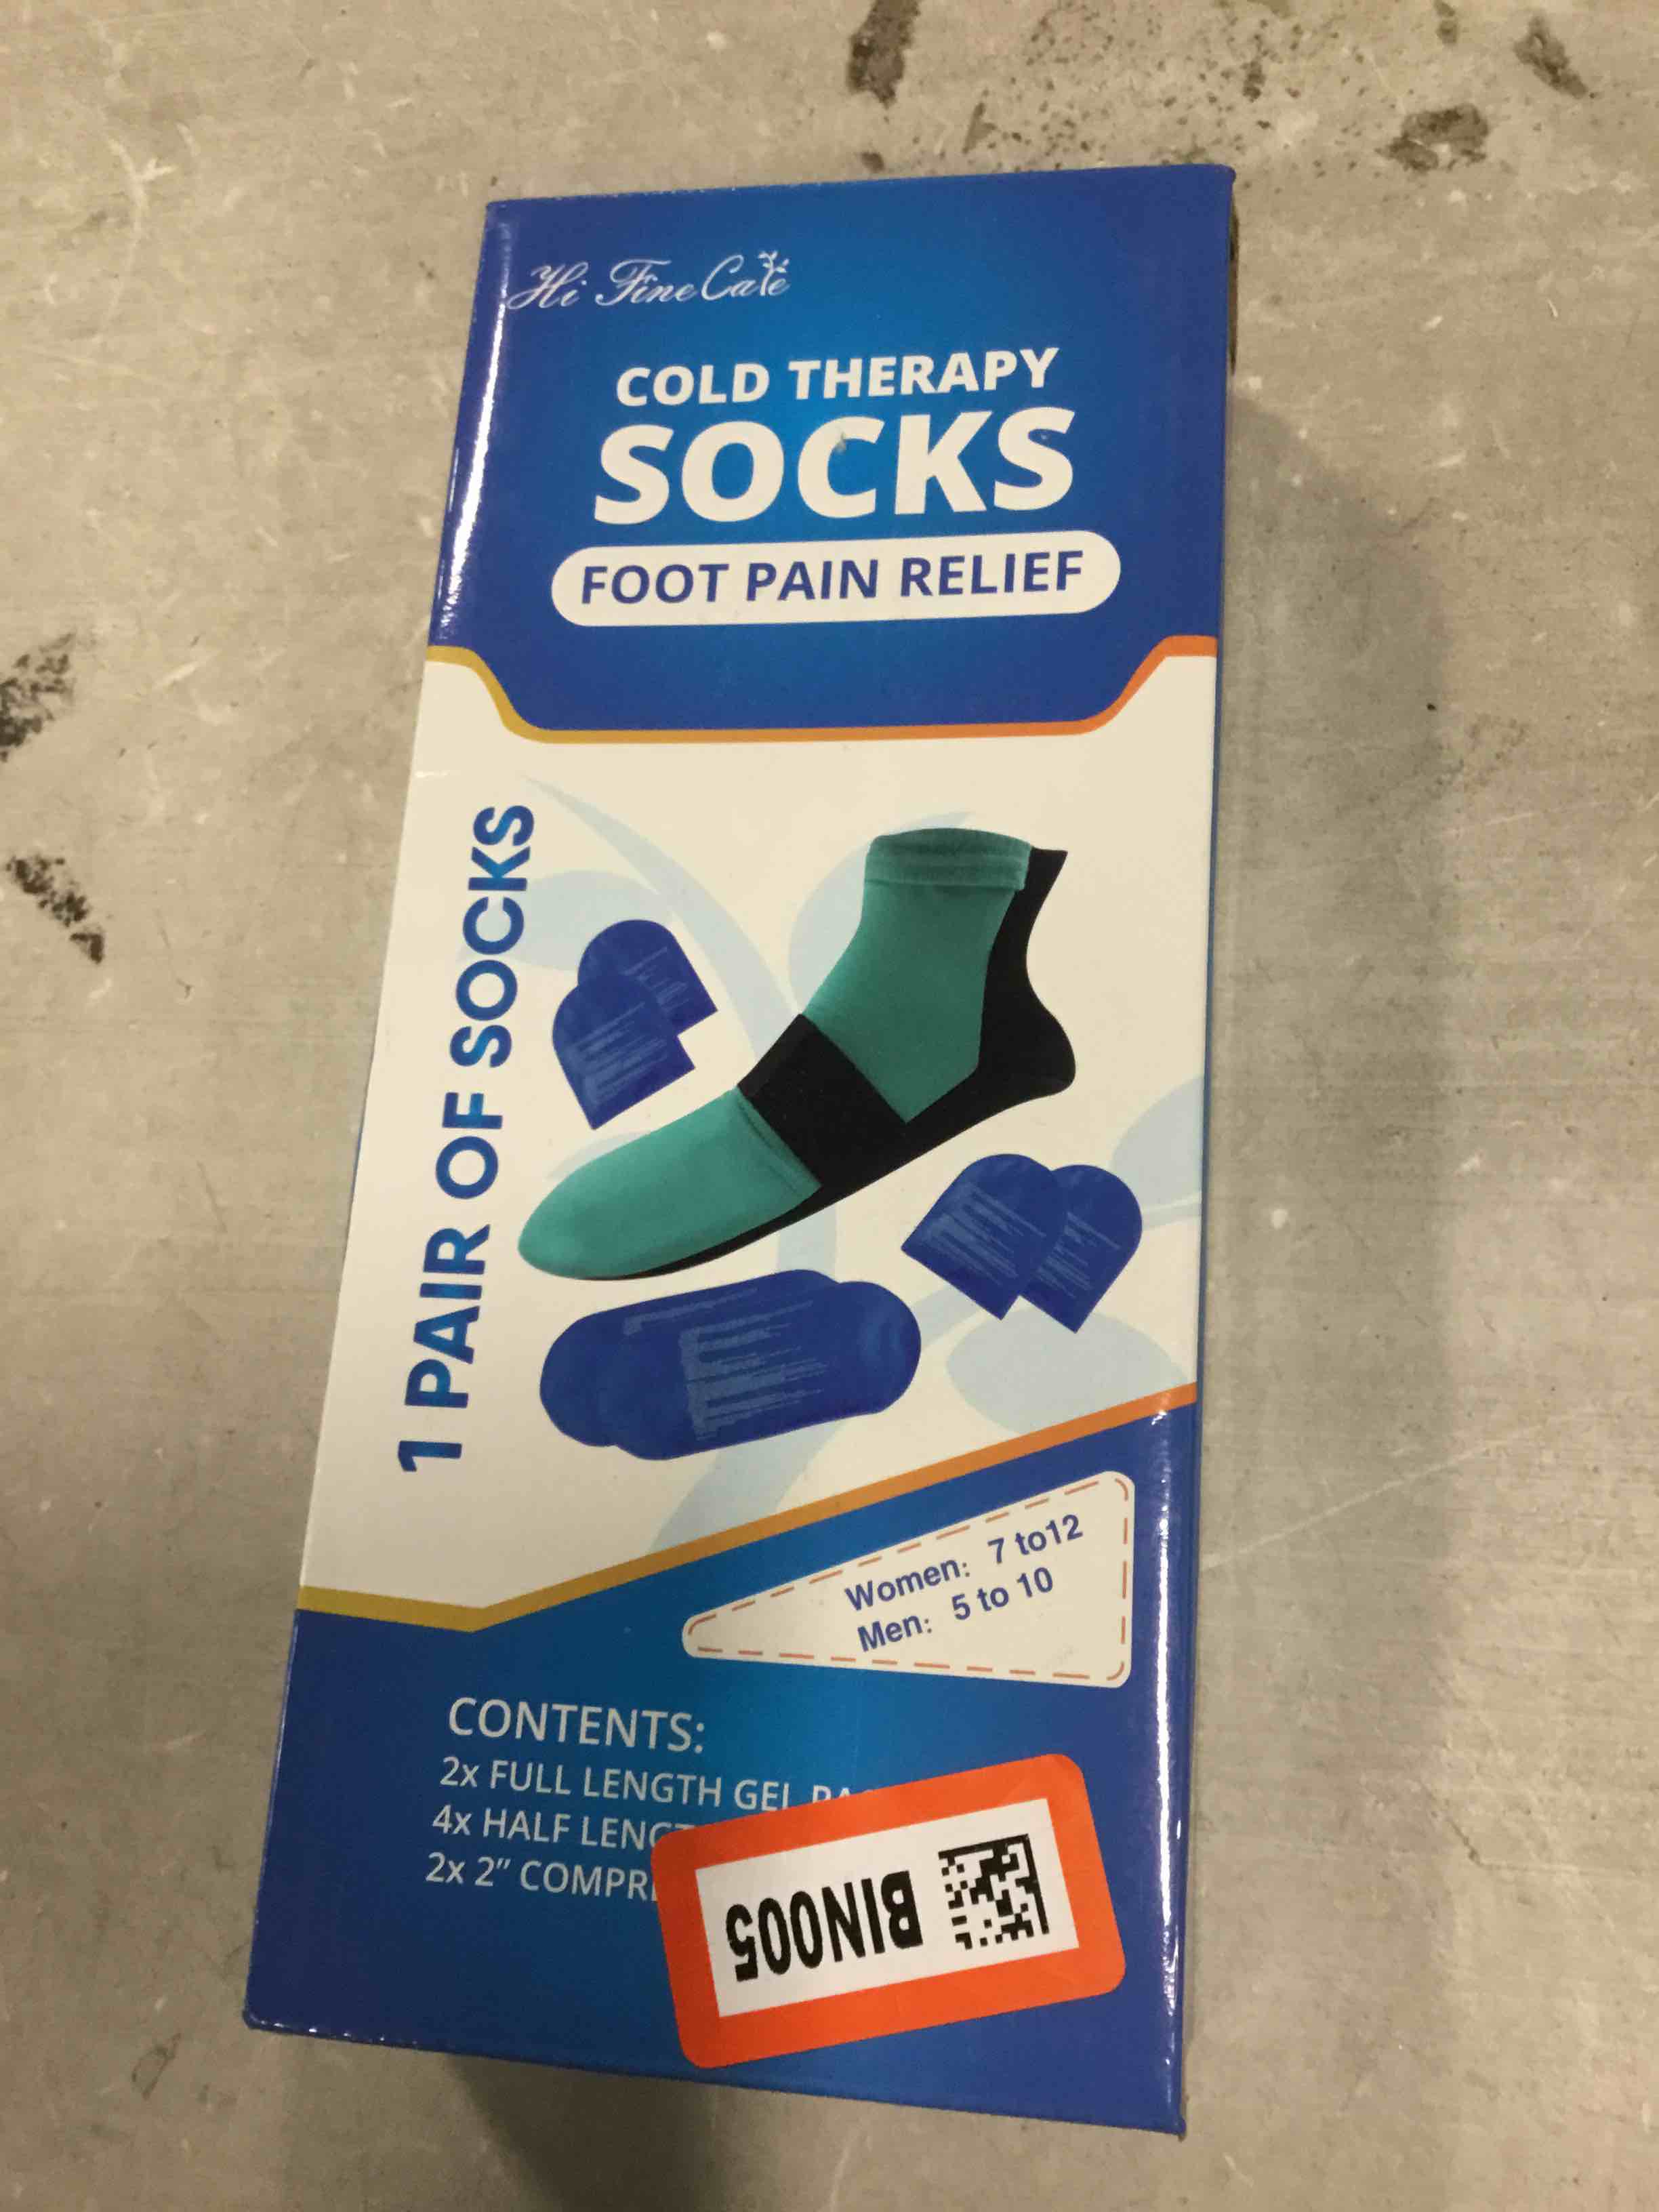 Hi Fine Care
COLD THERAPY
SOCKS
FOOT PAIN RELIEF
1 PAIR OF SOCKS
Women: 7 to12
Men: 5 to 10
CONTENTS:
2x FULL LENGTH GEL
4x HALF
2x 2"
BIN005